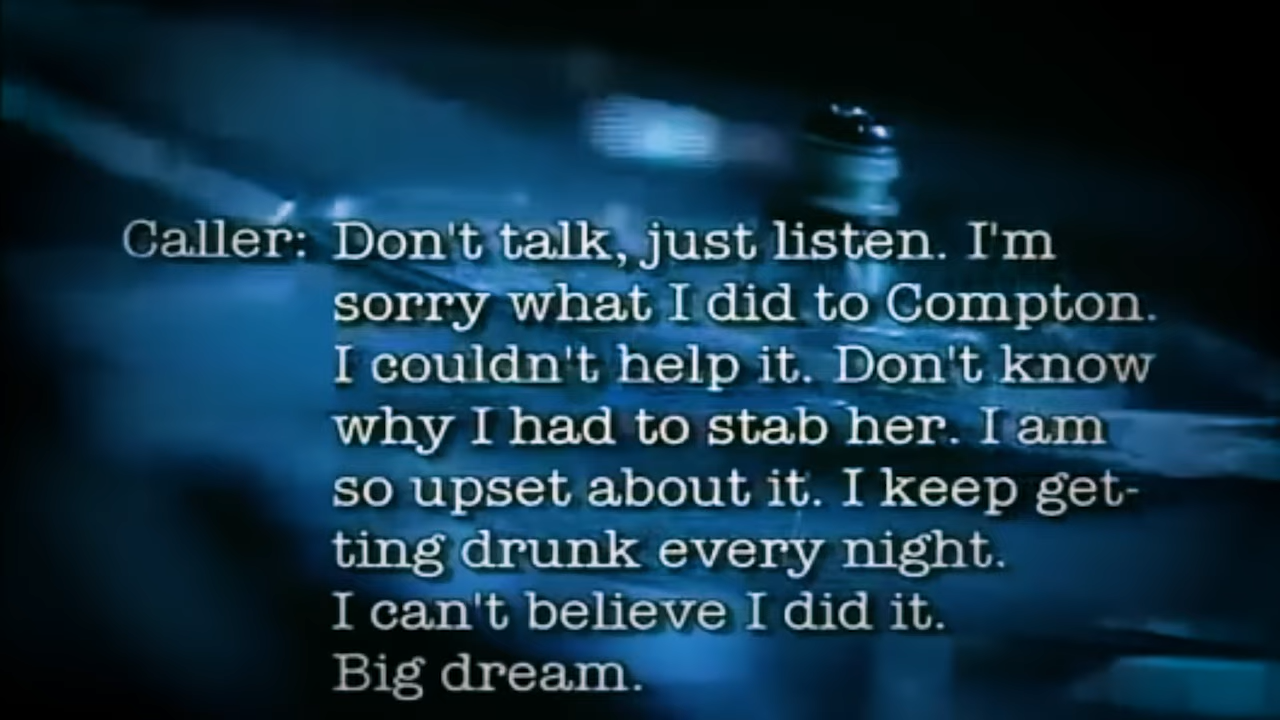 Caller: Don't talk, just listen. I'm
sorry what I did to Compton.
I couldn't help it. Don't know
why I had to stab her. I am
so upset about it. I keep get-
ting drunk every night.
I can't believe I did it.
Big dream.